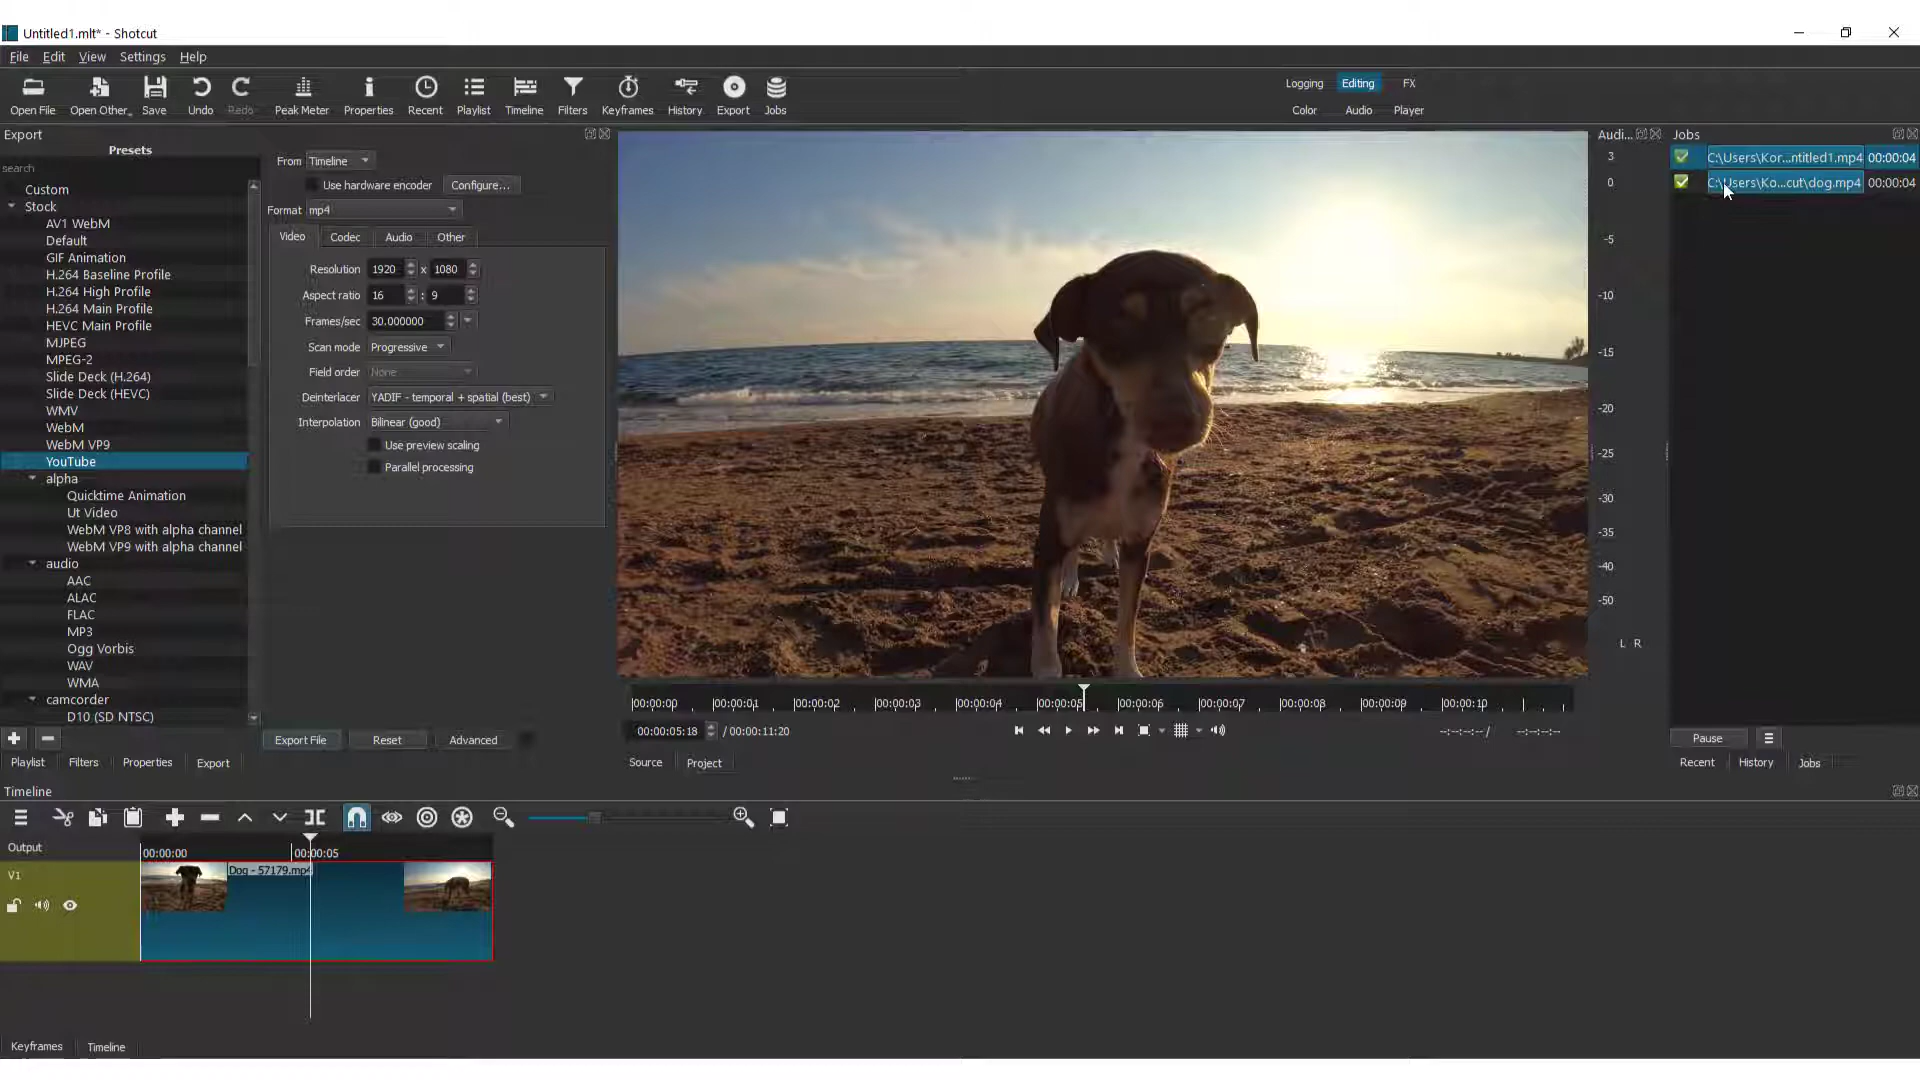 Untitled1.mlt* - Shotcut
File Edit View Settings Help
Open File Open Other... Save Undo Redo Peak Meter Properties Recent Playlist Timeline Filters Keyframes History Export Jobs
Logging Editing FX
Color Audio Player
Export
Presets
search
Custom
Stock
AV1 WebM
Default
GIF Animation
H.264 Baseline Profile
H.264 High Profile
H.264 Main Profile
HEVC Main Profile
MJPEG
MPEG-2
Slide Deck (H.264)
Slide Deck (HEVC)
WMV
WebM
WebM VP9
YouTube
alpha
Quicktime Animation
Ut Video
WebM VP8 with alpha channel
WebM VP9 with alpha channel
audio
AAC
ALAC
FLAC
MP3
Ogg Vorbis
WAV
WMA
camcorder
D10 (SD NTSC)
From Timeline
Use hardware encoder Configure...
Format mp4
Video Codec Audio Other
Resolution 1920 x 1080
Aspect ratio 16 : 9
Frames/sec 30.000000
Scan mode Progressive
Field order None
Deinterlacer YADIF - temporal + spatial (best)
Interpolation Bilinear (good)
Use preview scaling
Parallel processing
Export File Reset Advanced
Playlist Filters Properties Export
00:00:00 00:00:01 00:00:02 00:00:03 00:00:04 00:00:05 00:00:06 00:00:07 00:00:08 00:00:09 00:00:10
00:00:05:18 / 00:00:11:20
--:--:--:-- / --:--:--:--
Source Project
Audi...
3
0
-5
-10
-15
-20
-25
-30
-35
-40
-50
L R
Jobs
C:\Users\Kor...ntitled1.mp4 00:00:04
C:\Users\Ko...cut\dog.mp4 00:00:04
Pause
Recent History Jobs
Timeline
Output
00:00:00 00:00:05
V1
Dog - 57179.mp4
Keyframes Timeline